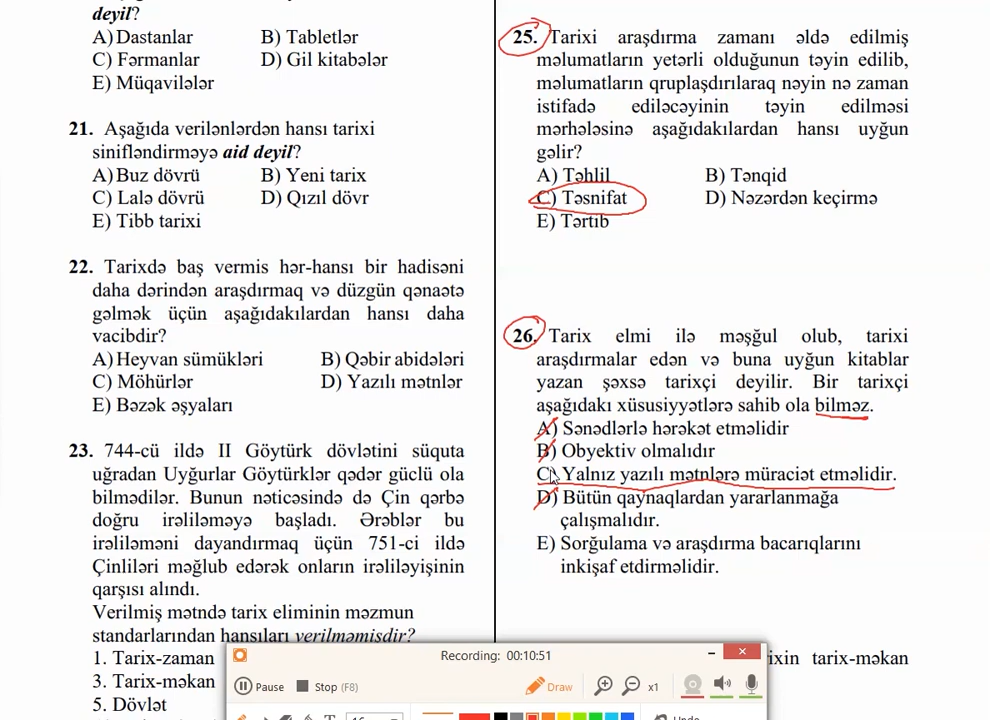 deyil?
A) Dastanlar B) Tabletlər
C) Fərmanlar D) Gil kitabələr
E) Müqavilələr
21. Aşağıda verilənlərdən hansı tarixi
sinifləndirməyə aid deyil?
A) Buz dövrü B) Yeni tarix
C) Lalə dövrü D) Qızıl dövr
E) Tibb tarixi
22. Tarixdə baş vermis hər-hansı bir hadisəni
daha dərindən araşdırmaq və düzgün qənaətə
gəlmək üçün aşağıdakılardan hansı daha
vacibdir?
A) Heyvan sümükləri B) Qəbir abidələri
C) Möhürlər D) Yazılı mətnlər
E) Bəzək əşyaları
23. 744-cü ildə II Göytürk dövlətini süquta
uğradan Uyğurlar Göytürklər qədər güclü ola
bilmədilər. Bunun nəticəsində də Çin qərbə
doğru irəliləməyə başladı. Ərəblər bu
irəliləməni dayandırmaq üçün 751-ci ildə
Çinliləri məğlub edərək onların irəliləyişinin
qarşısı alındı.
Verilmiş mətndə tarix eliminin məzmun
standarlarından hansıları verilməmişdir?
1. Tarix-zaman
3. Tarix-məkan
5. Dövlət
25. Tarixi araşdırma zamanı əldə edilmiş
məlumatların yetərli olduğunun təyin edilib,
məlumatların qruplaşdırılaraq nəyin nə zaman
istifadə ediləcəyinin təyin edilməsi
mərhələsinə aşağıdakılardan hansı uyğun
gəlir?
A) Təhlil B) Tənqid
C) Təsnifat D) Nəzərdən keçirmə
E) Tərtib
26. Tarix elmi ilə məşğul olub, tarixi
araşdırmalar edən və buna uyğun kitablar
yazan şəxsə tarixçi deyilir. Bir tarixçi
aşağıdakı xüsusiyyətlərə sahib ola bilməz.
A) Sənədlərlə hərəkət etməlidir
B) Obyektiv olmalıdır
C) Yalnız yazılı mətnlərə müraciət etməlidir.
D) Bütün qaynaqlardan yararlanmağa
çalışmalıdır.
E) Sorğulama və araşdırma bacarıqlarını
inkişaf etdirməlidir.
ixin tarix-məkan
Recording: 00:10:51
Pause Stop (F8) Draw x1
Undo